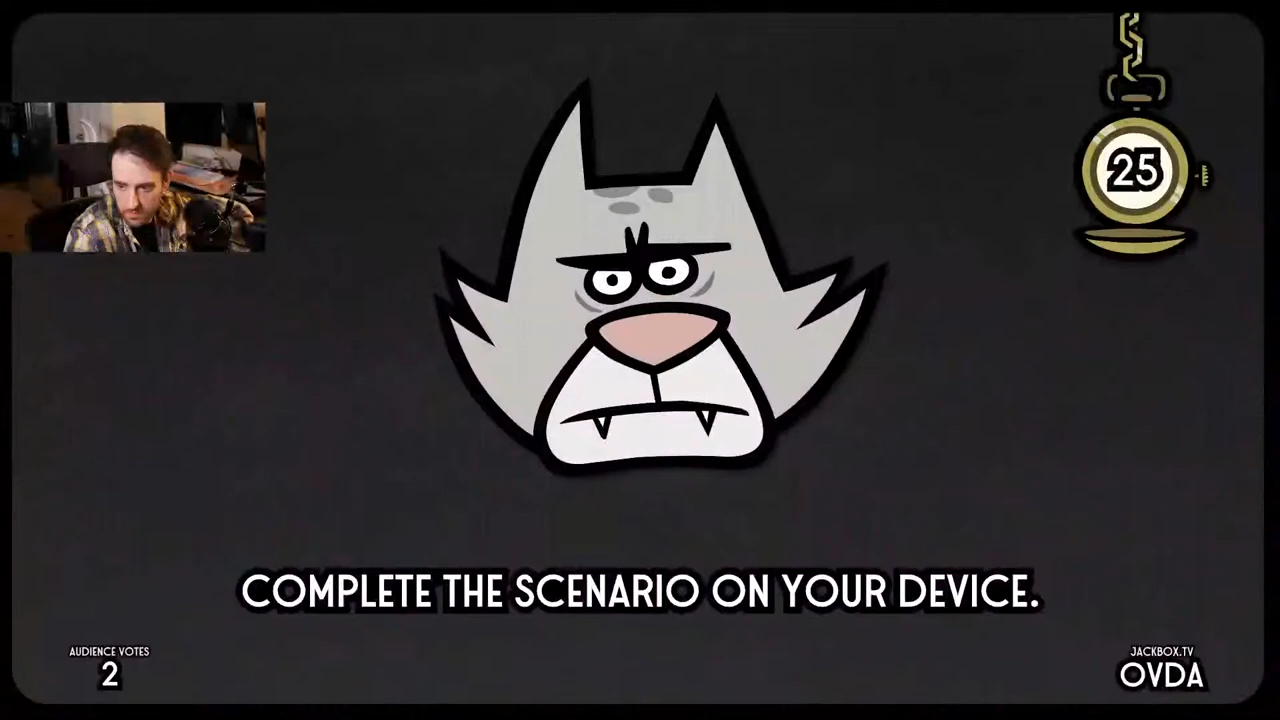 25
COMPLETE THE SCENARIO ON YOUR DEVICE.
AUDIENCE VOTES
2
JACKBOX.TV
OVDA